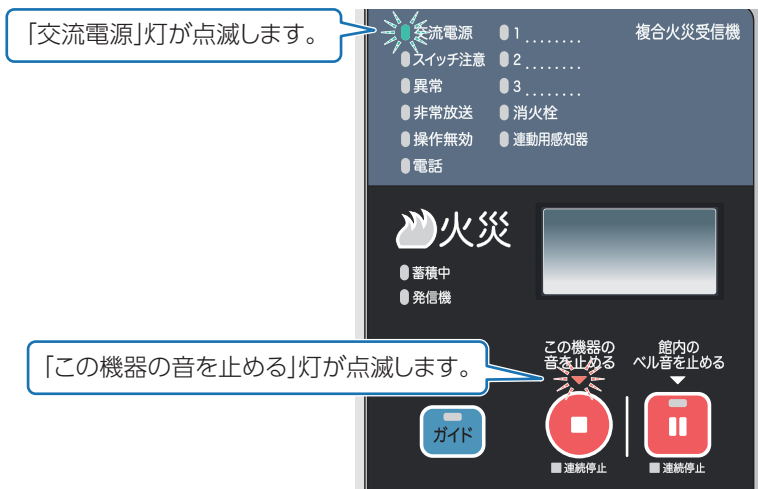 「交流電源」灯が点滅します。
交流電源
スイッチ注意
異常
非常放送
操作無効
電話
1........
2........
3........
消火栓
連動用感知器
複合火災受信機
火災
蓄積中
発信機
「この機器の音を止める」灯が点滅します。
この機器の
音を止める
館内の
ベル音を止める
ガイド
連続停止
連続停止